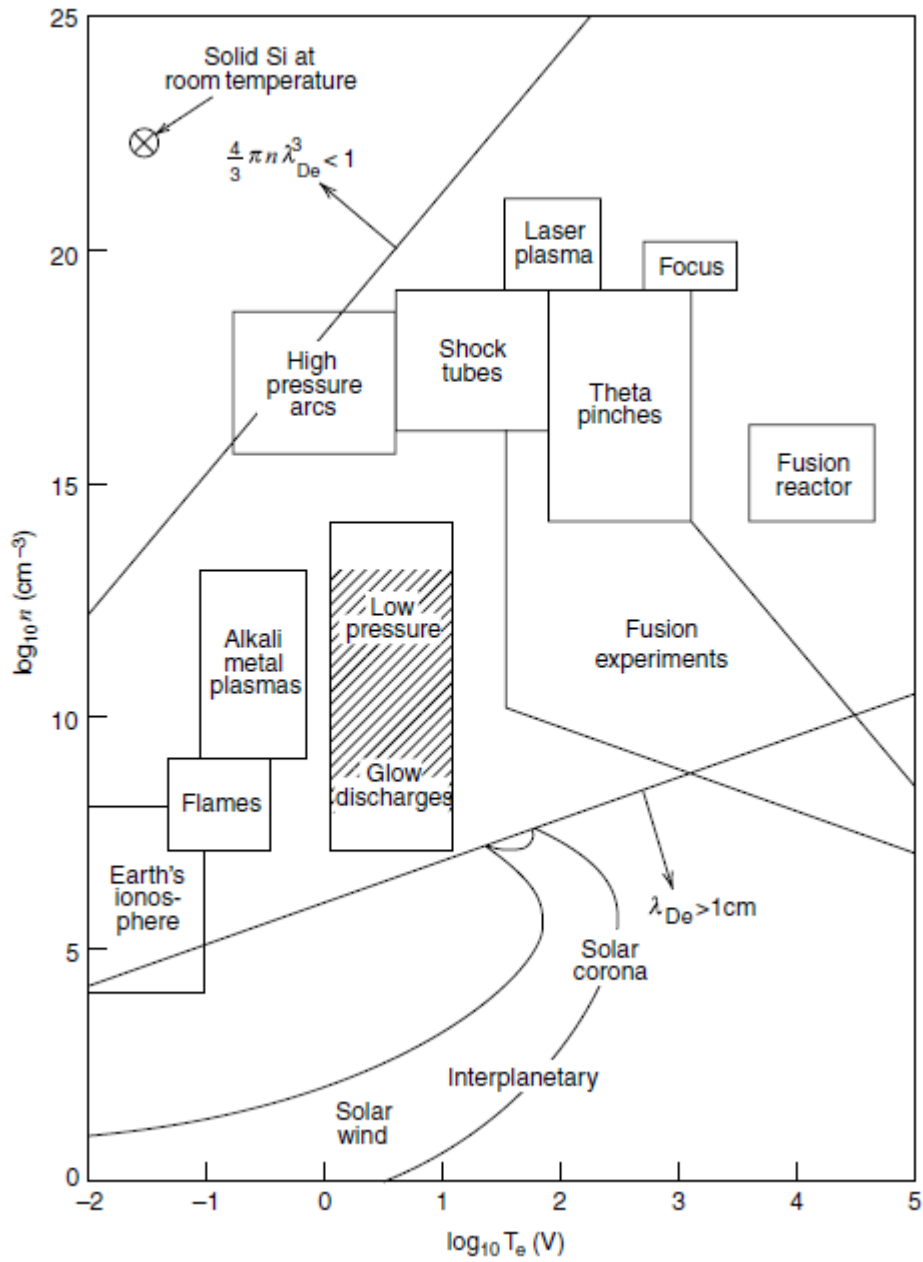 25
Solid Si at
room temperature
4/3 π n λ³De < 1
20
Laser
plasma
Focus
High
pressure
arcs
Shock
tubes
Theta
pinches
Fusion
reactor
15
log10 n (cm−3)
Low
pressure
Alkali
metal
plasmas
Fusion
experiments
10
Flames
Glow
discharges
Earth's
ionos-
phere
λDe>1cm
5
Solar
corona
Interplanetary
Solar
wind
0
−2
−1
0
1
2
3
4
5
log10 Te (V)